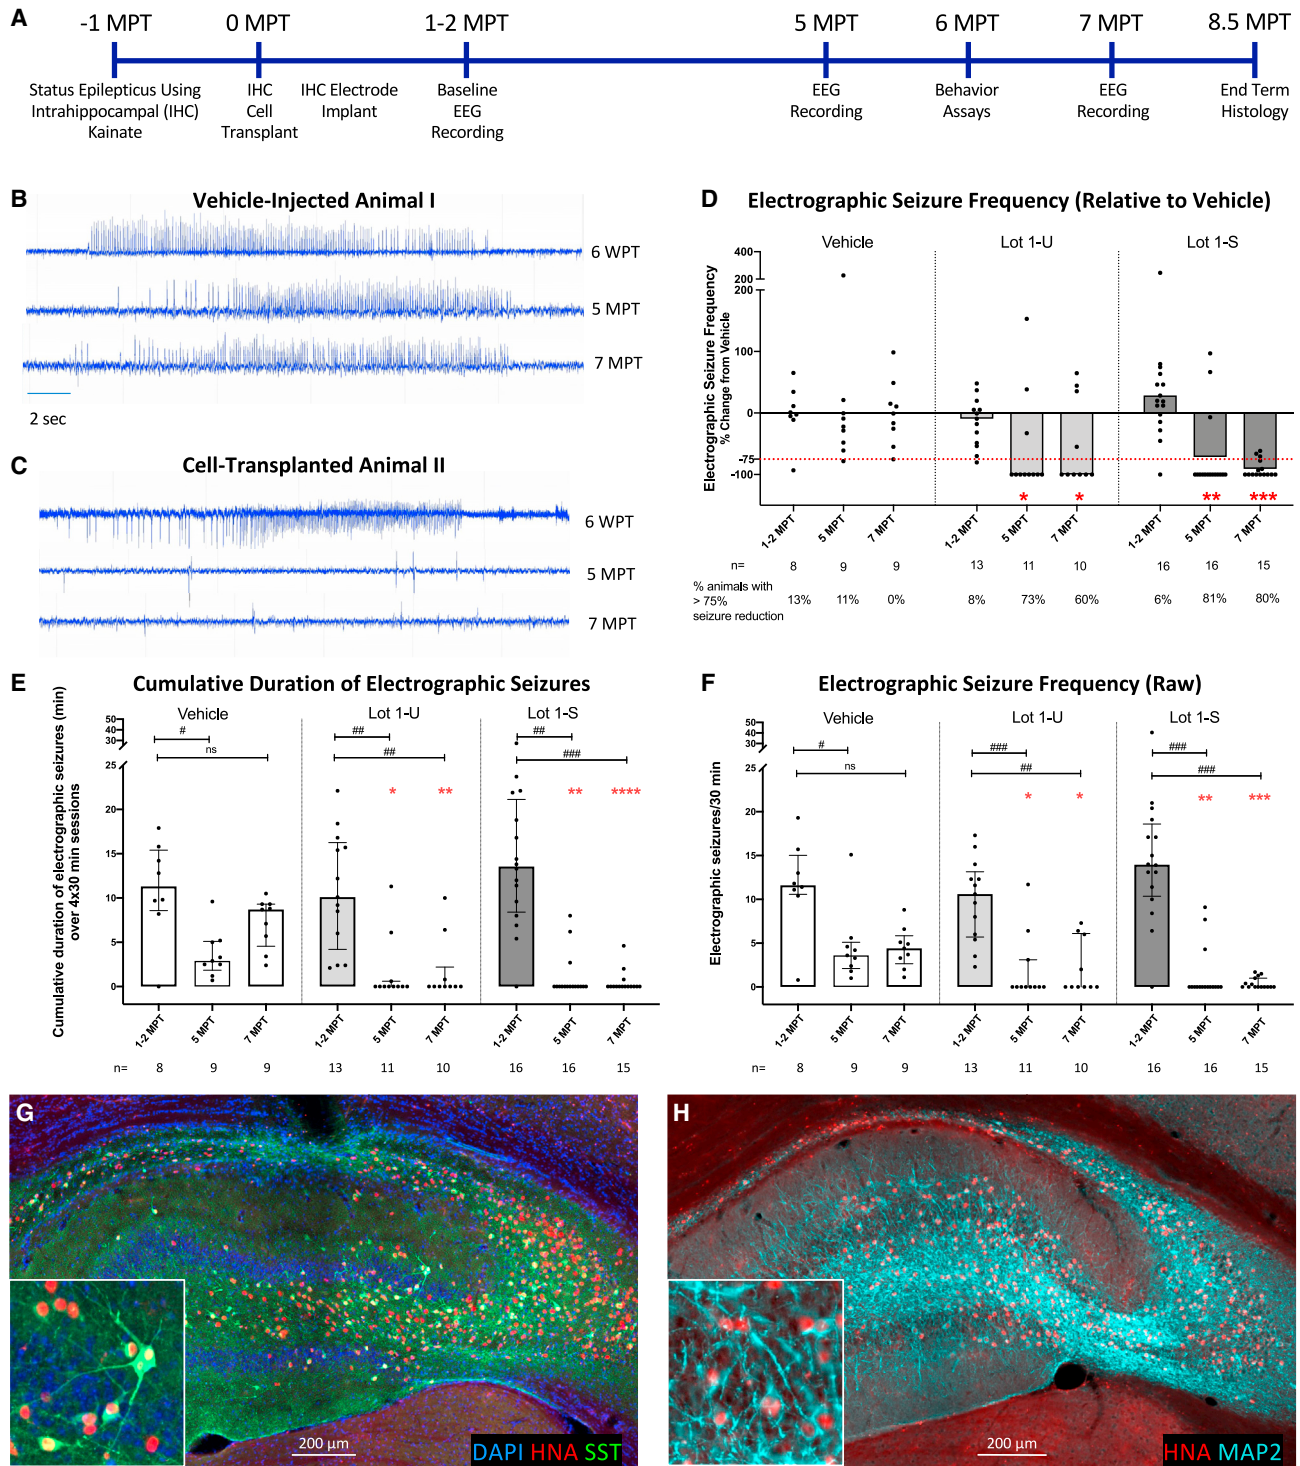 A
-1 MPT 0 MPT 1-2 MPT 5 MPT 6 MPT 7 MPT 8.5 MPT
Status Epilepticus Using IHC IHC Electrode Baseline EEG Behavior EEG End Term
Intrahippocampal (IHC) Cell Implant EEG Recording Assays Recording Histology
Kainate Transplant Recording
B Vehicle-Injected Animal I
6 WPT
5 MPT
7 MPT
2 sec
C Cell-Transplanted Animal II
6 WPT
5 MPT
7 MPT
D Electrographic Seizure Frequency (Relative to Vehicle)
Vehicle Lot 1-U Lot 1-S
Electrographic Seizure Frequency
% Change from Vehicle
400
200
200
100
0
-75
-100
* * ** ***
1-2 MPT 5 MPT 7 MPT 1-2 MPT 5 MPT 7 MPT 1-2 MPT 5 MPT 7 MPT
n= 8 9 9 13 11 10 16 16 15
% animals with
> 75% 13% 11% 0% 8% 73% 60% 6% 81% 80%
seizure reduction
E Cumulative Duration of Electrographic Seizures
Vehicle Lot 1-U Lot 1-S
Cumulative duration of electrographic seizures (min)
over 4x30 min sessions
50
40
30
25
20
15
10
5
0
# ## ##
ns ## ###
* ** ** ****
1-2 MPT 5 MPT 7 MPT 1-2 MPT 5 MPT 7 MPT 1-2 MPT 5 MPT 7 MPT
n= 8 9 9 13 11 10 16 16 15
F Electrographic Seizure Frequency (Raw)
Vehicle Lot 1-U Lot 1-S
Electrographic seizures/30 min
50
40
30
25
20
15
10
5
0
# ### ###
ns ## ###
* * ** ***
1-2 MPT 5 MPT 7 MPT 1-2 MPT 5 MPT 7 MPT 1-2 MPT 5 MPT 7 MPT
n= 8 9 9 13 11 10 16 16 15
G
200 µm
DAPI HNA SST
H
200 µm
HNA MAP2